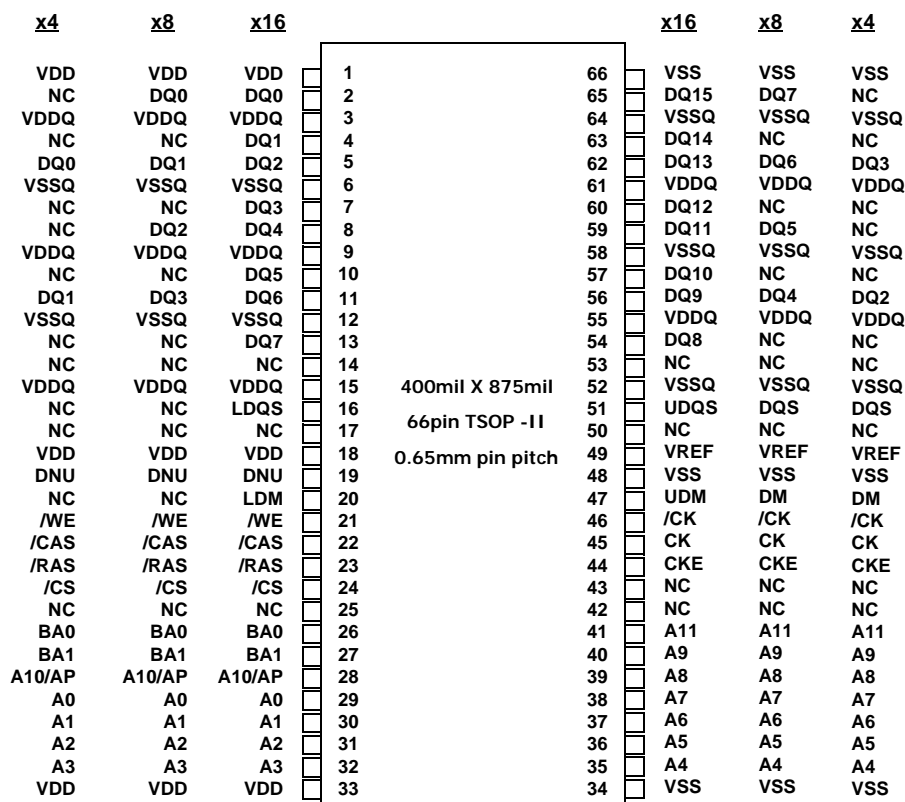 x4 x8 x16 x16 x8 x4
VDD VDD VDD 1 66 VSS VSS VSS
NC DQ0 DQ0 2 65 DQ15 DQ7 NC
VDDQ VDDQ VDDQ 3 64 VSSQ VSSQ VSSQ
NC NC DQ1 4 63 DQ14 NC NC
DQ0 DQ1 DQ2 5 62 DQ13 DQ6 DQ3
VSSQ VSSQ VSSQ 6 61 VDDQ VDDQ VDDQ
NC NC DQ3 7 60 DQ12 NC NC
NC DQ2 DQ4 8 59 DQ11 DQ5 NC
VDDQ VDDQ VDDQ 9 58 VSSQ VSSQ VSSQ
NC NC DQ5 10 57 DQ10 NC NC
DQ1 DQ3 DQ6 11 56 DQ9 DQ4 DQ2
VSSQ VSSQ VSSQ 12 55 VDDQ VDDQ VDDQ
NC NC DQ7 13 54 DQ8 NC NC
NC NC NC 14 53 NC NC NC
VDDQ VDDQ VDDQ 15 400mil X 875mil 52 VSSQ VSSQ VSSQ
NC NC LDQS 16 51 UDQS DQS DQS
66pin TSOP -II
NC NC NC 17 50 NC NC NC
VDD VDD VDD 18 0.65mm pin pitch 49 VREF VREF VREF
DNU DNU DNU 19 48 VSS VSS VSS
NC NC LDM 20 47 UDM DM DM
/WE /WE /WE 21 46 /CK /CK /CK
/CAS /CAS /CAS 22 45 CK CK CK
/RAS /RAS /RAS 23 44 CKE CKE CKE
/CS /CS /CS 24 43 NC NC NC
NC NC NC 25 42 NC NC NC
BA0 BA0 BA0 26 41 A11 A11 A11
BA1 BA1 BA1 27 40 A9 A9 A9
A10/AP A10/AP A10/AP 28 39 A8 A8 A8
A0 A0 A0 29 38 A7 A7 A7
A1 A1 A1 30 37 A6 A6 A6
A2 A2 A2 31 36 A5 A5 A5
A3 A3 A3 32 35 A4 A4 A4
VDD VDD VDD 33 34 VSS VSS VSS